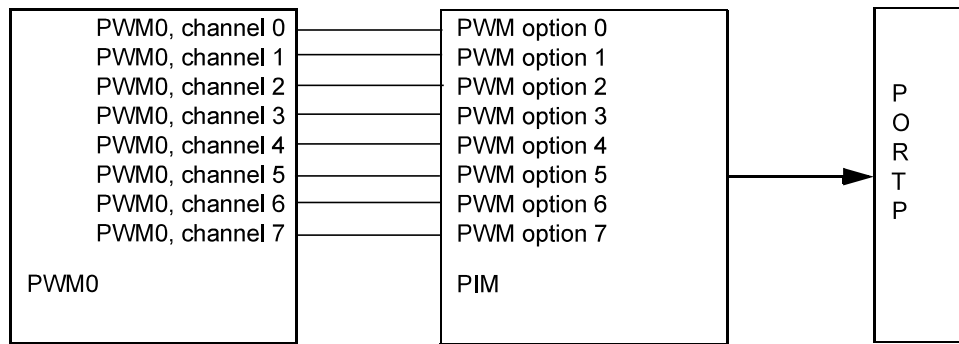 PWM0, channel 0
PWM0, channel 1
PWM0, channel 2
PWM0, channel 3
PWM0, channel 4
PWM0, channel 5
PWM0, channel 6
PWM0, channel 7
PWM0
PWM option 0
PWM option 1
PWM option 2
PWM option 3
PWM option 4
PWM option 5
PWM option 6
PWM option 7
PIM
P
O
R
T
P